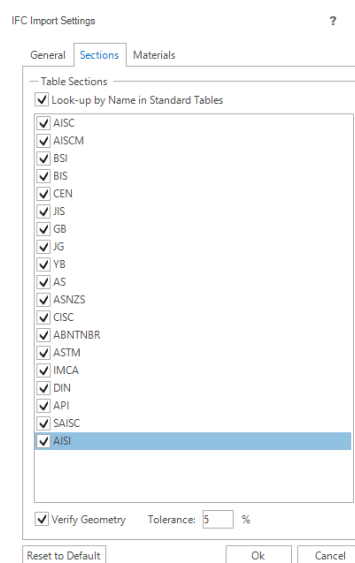 IFC Import Settings ?
General Sections Materials
Table Sections
Look-up by Name in Standard Tables
AISC
AISCM
BSI
BIS
CEN
JIS
GB
JG
YB
AS
ASNZS
CISC
ABNTNBR
ASTM
IMCA
DIN
API
SAISC
AISI
Verify Geometry Tolerance: 5 %
Reset to Default Ok Cancel